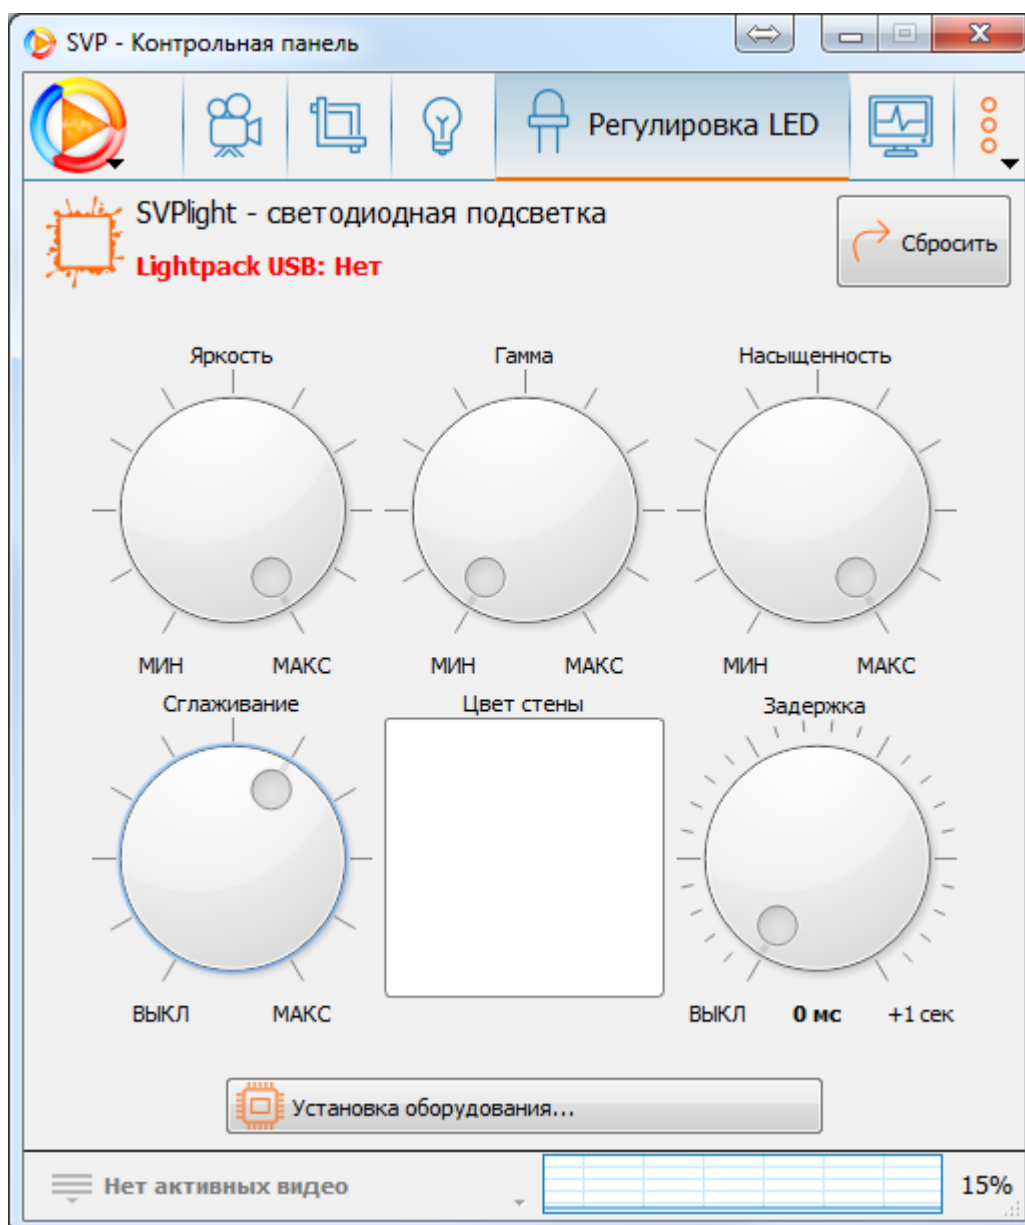 SVP - Контрольная панель
Регулировка LED
SVPlight - светодиодная подсветка
Lightpack USB: Нет
Сбросить
Яркость Гамма Насыщенность
МИН МАКС МИН МАКС МИН МАКС
Сглаживание Цвет стены Задержка
ВЫКЛ МАКС ВЫКЛ 0 мс +1 сек
Установка оборудования...
Нет активных видео 15%